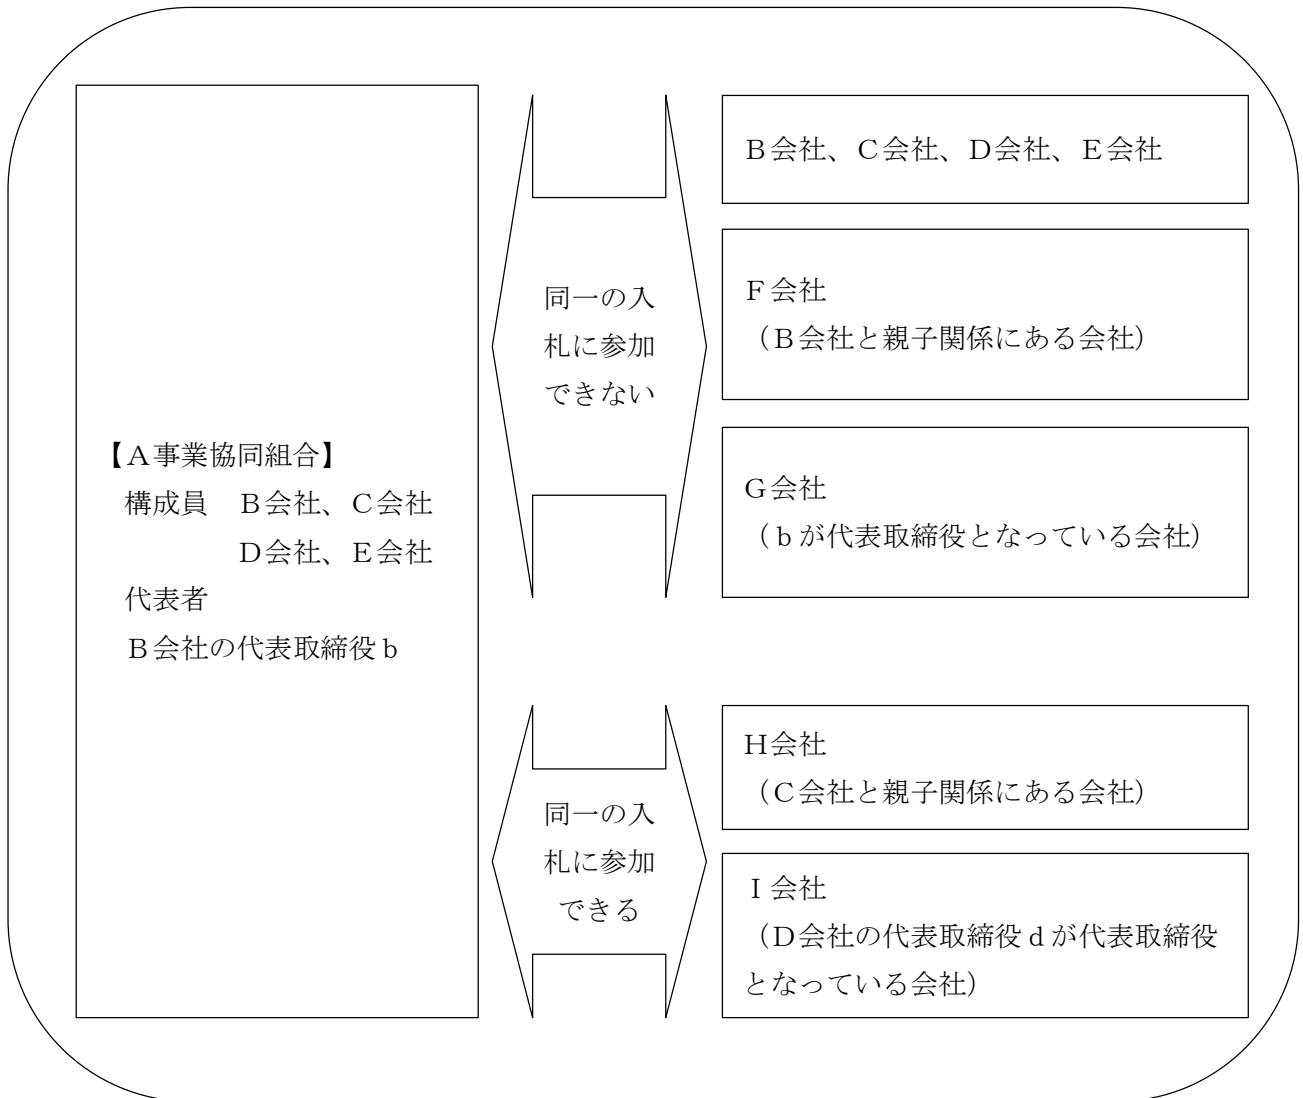 【Ａ事業協同組合】
構成員　Ｂ会社、Ｃ会社
Ｄ会社、Ｅ会社
代表者
Ｂ会社の代表取締役ｂ
同一の入
札に参加
できない
Ｂ会社、Ｃ会社、Ｄ会社、Ｅ会社
Ｆ会社
（Ｂ会社と親子関係にある会社）
Ｇ会社
（ｂが代表取締役となっている会社）
同一の入
札に参加
できる
Ｈ会社
（Ｃ会社と親子関係にある会社）
Ｉ会社
（Ｄ会社の代表取締役ｄが代表取締役
となっている会社）